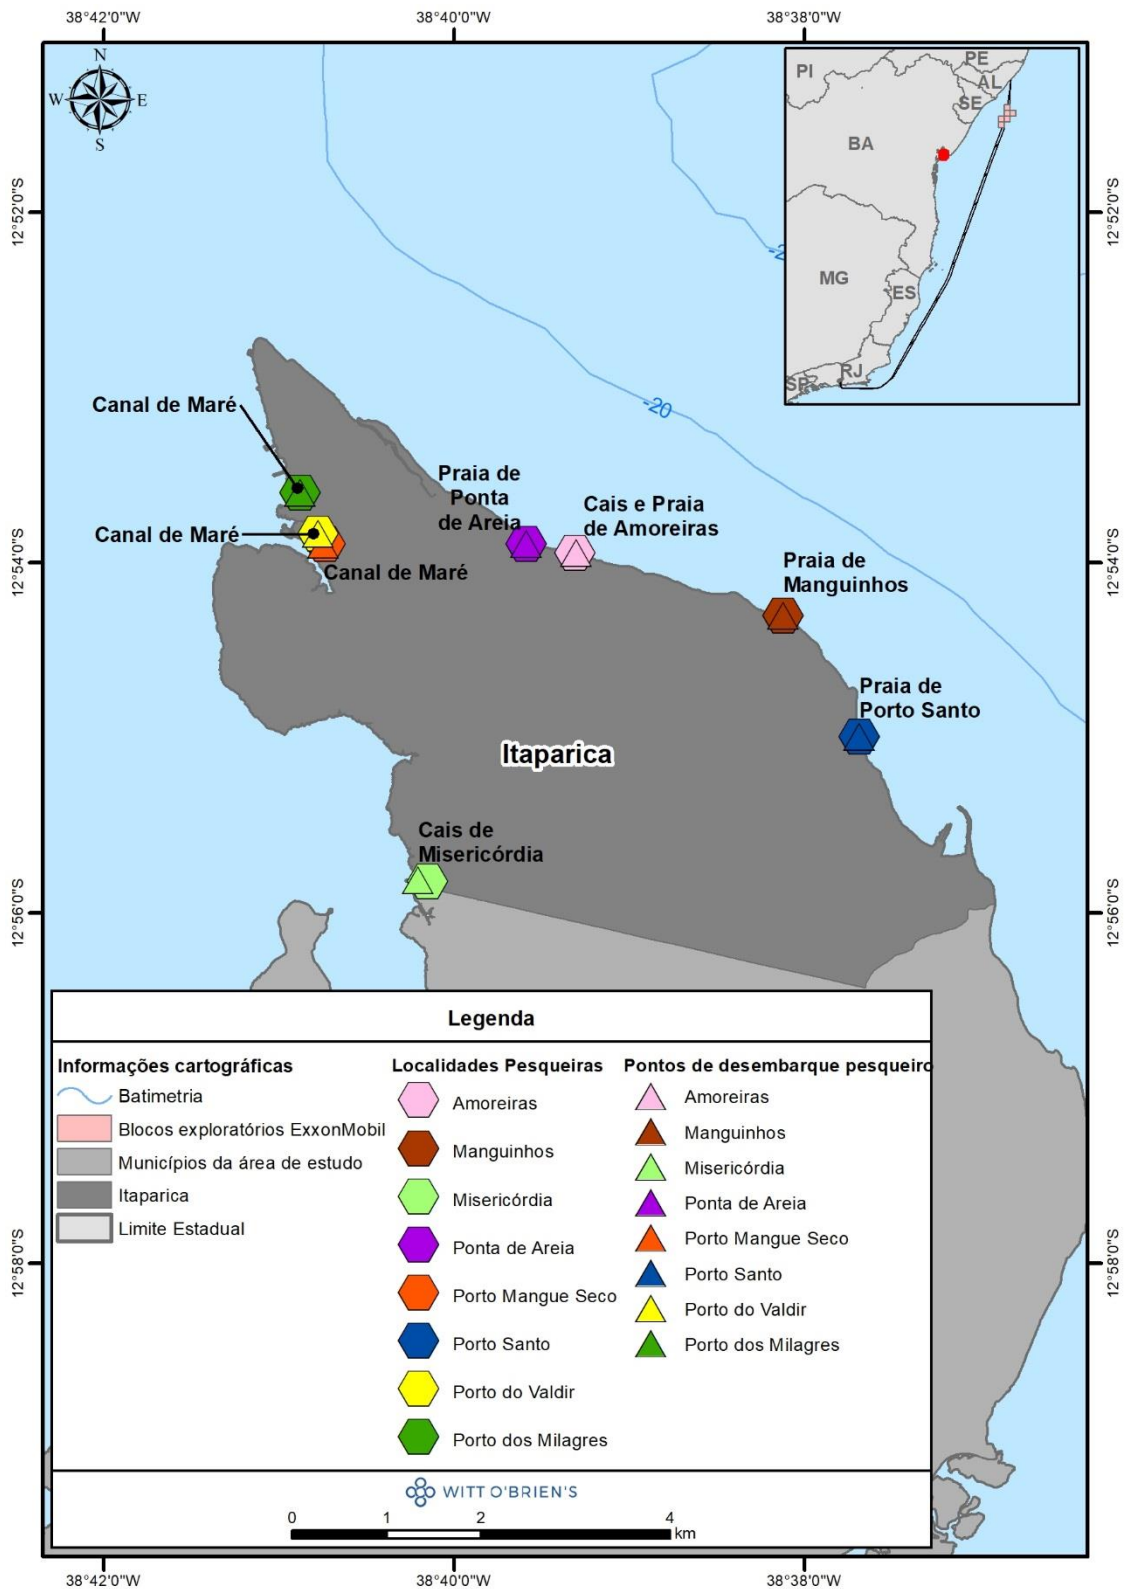 38°42'0"W
38°40'0"W
38°38'0"W
N
W
E
S
PI
PE
AL
SE
BA
MG
ES
RJ
SP
12°52'0"S
12°52'0"S
-20
Canal de Maré
Canal de Maré
Canal de Maré
Praia de
Ponta
de Areia
Cais e Praia
de Amoreiras
Praia de
Manguinhos
12°54'0"S
12°54'0"S
Praia de
Porto Santo
Itaparica
Cais de
Misericórdia
12°56'0"S
12°56'0"S
Legenda
Informações cartográficas
Batimetria
Blocos exploratórios ExxonMobil
Municípios da área de estudo
Itaparica
Limite Estadual
Localidades Pesqueiras
Amoreiras
Manguinhos
Misericórdia
Ponta de Areia
Porto Mangue Seco
Porto Santo
Porto do Valdir
Porto dos Milagres
Pontos de desembarque pesqueiro
Amoreiras
Manguinhos
Misericórdia
Ponta de Areia
Porto Mangue Seco
Porto Santo
Porto do Valdir
Porto dos Milagres
12°58'0"S
12°58'0"S
WITT O'BRIEN'S
0 1 2 4
km
38°42'0"W
38°40'0"W
38°38'0"W